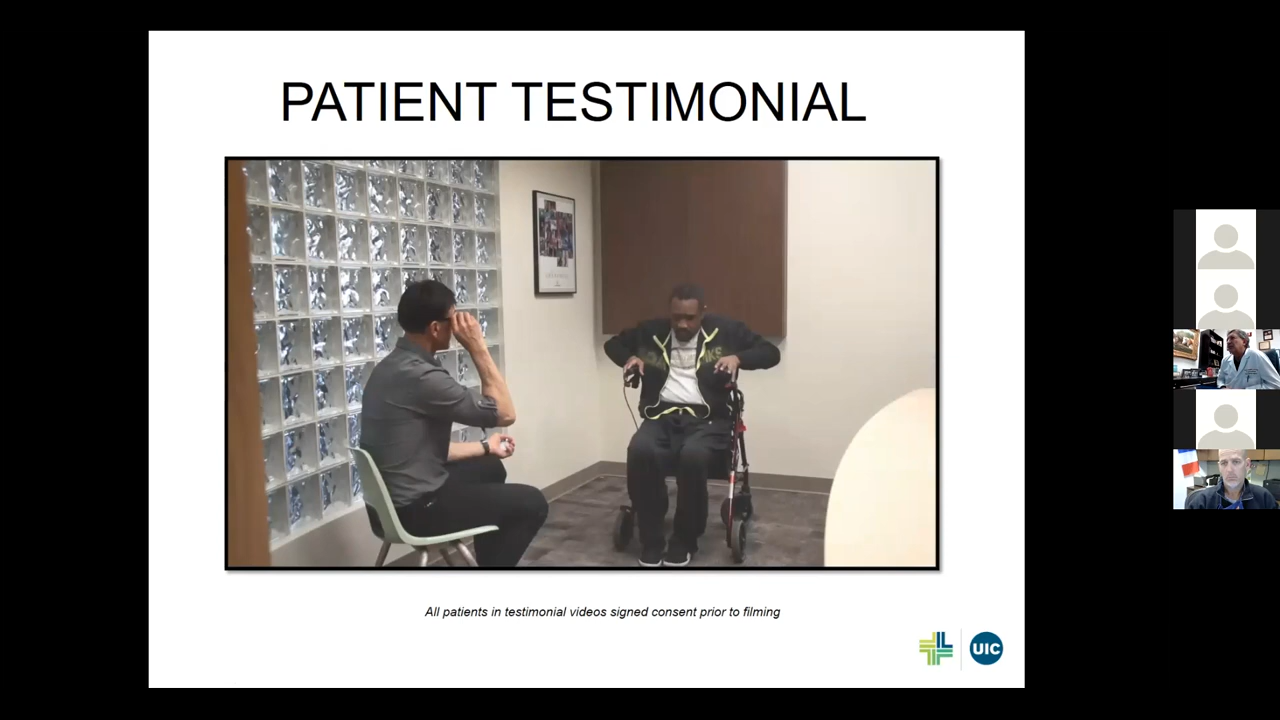 PATIENT TESTIMONIAL
All patients in testimonial videos signed consent prior to filming
UIC